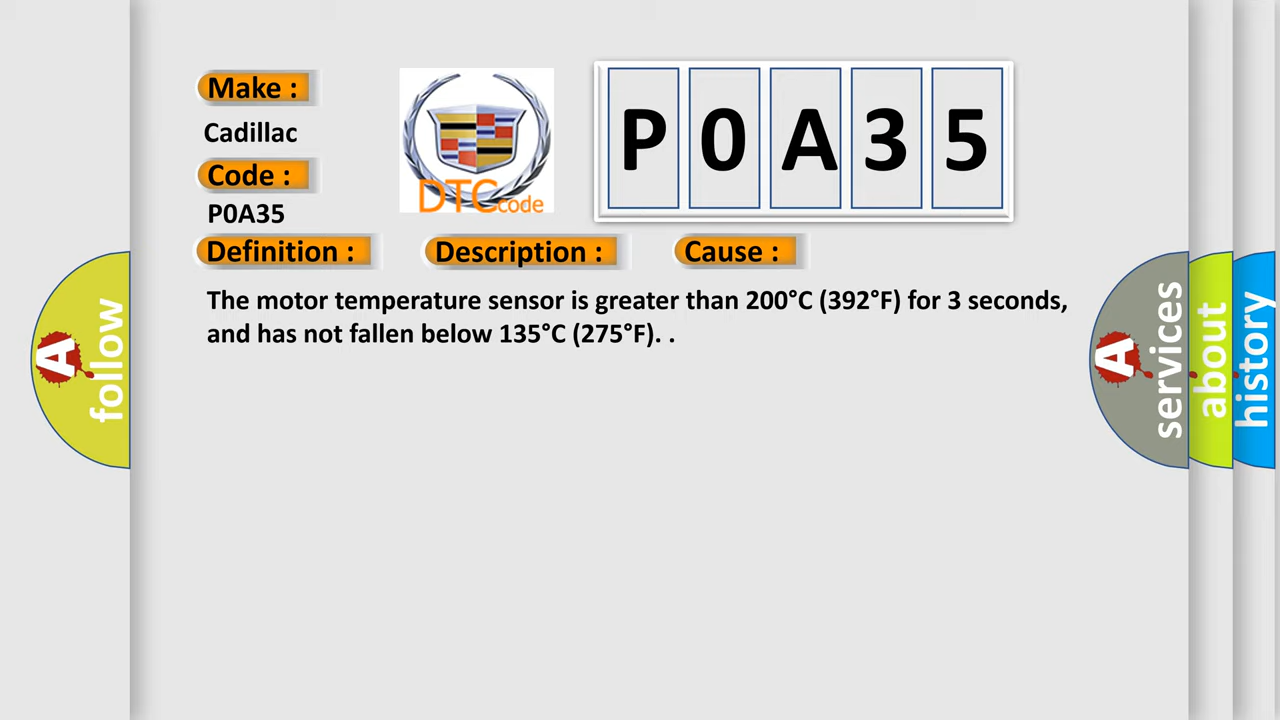 Make :
Cadillac
Code :
P0A35
DTCcode
P 0 A 3 5
Definition :
Description :
Cause :
The motor temperature sensor is greater than 200°C (392°F) for 3 seconds,
and has not fallen below 135°C (275°F). .
A
follow
A
services
about
history